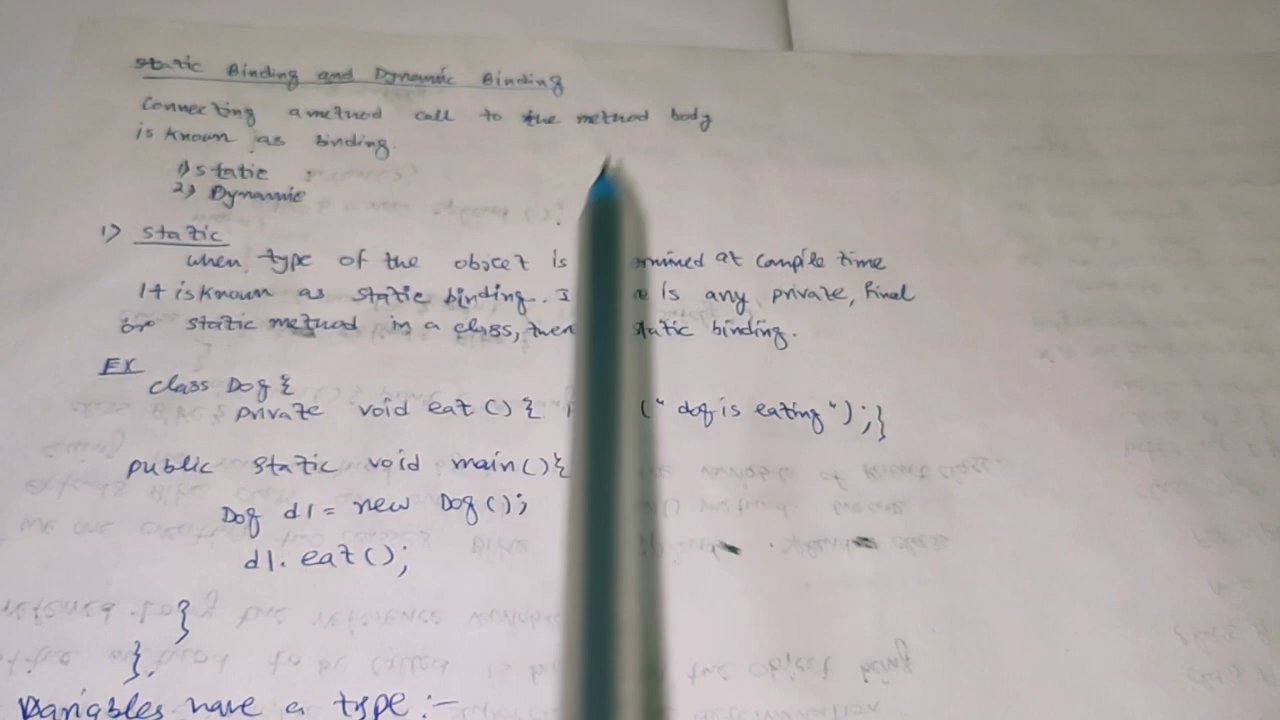 Static Binding and Dynamic Binding
Connecting a method call to the method body
is known as binding.
1) static
2) Dynamic
1) static
when type of the object is mined at compile time
It is known as static binding. I is any private, final
or static method in a class, then static binding.
EX
class Dog {
private void eat () { (" dog is eating ");}
public static void main(){
Dog d1 = new Dog();
d1. eat();
}
}.
Variables have a type :-